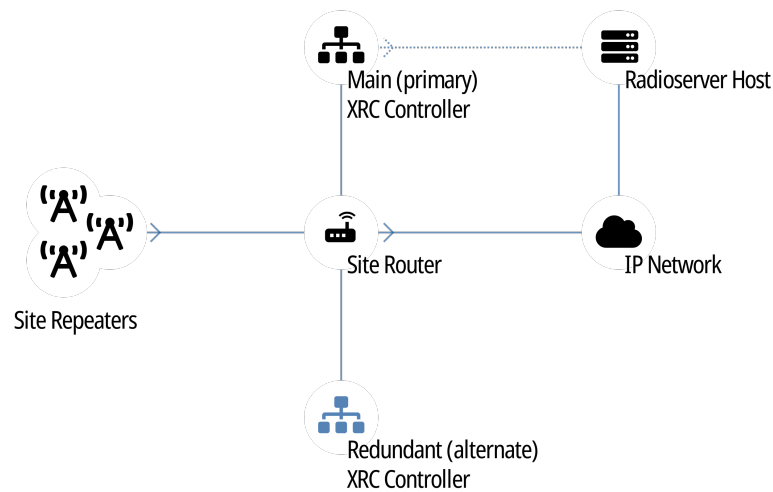 Main (primary)
XRC Controller
Radioserver Host
Site Router
IP Network
Site Repeaters
Redundant (alternate)
XRC Controller